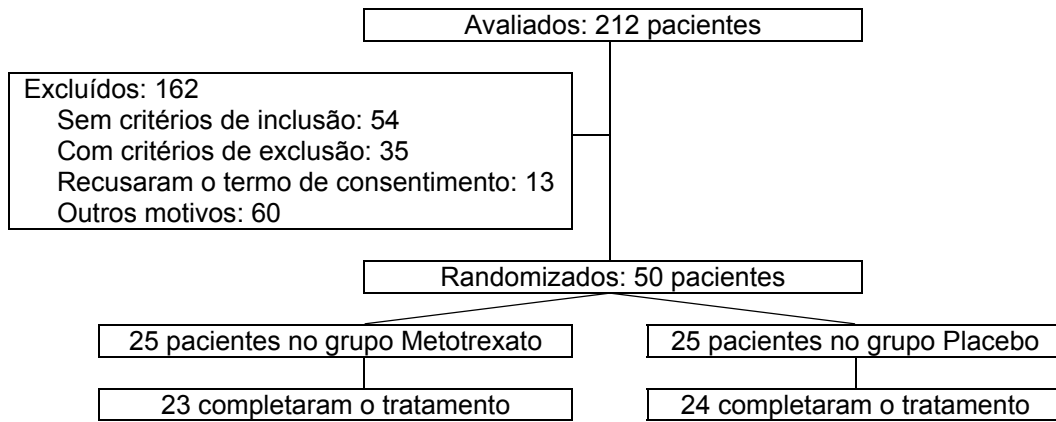 Avaliados: 212 pacientes
Excluídos: 162
Sem critérios de inclusão: 54
Com critérios de exclusão: 35
Recusaram o termo de consentimento: 13
Outros motivos: 60
Randomizados: 50 pacientes
25 pacientes no grupo Metotrexato
25 pacientes no grupo Placebo
23 completaram o tratamento
24 completaram o tratamento